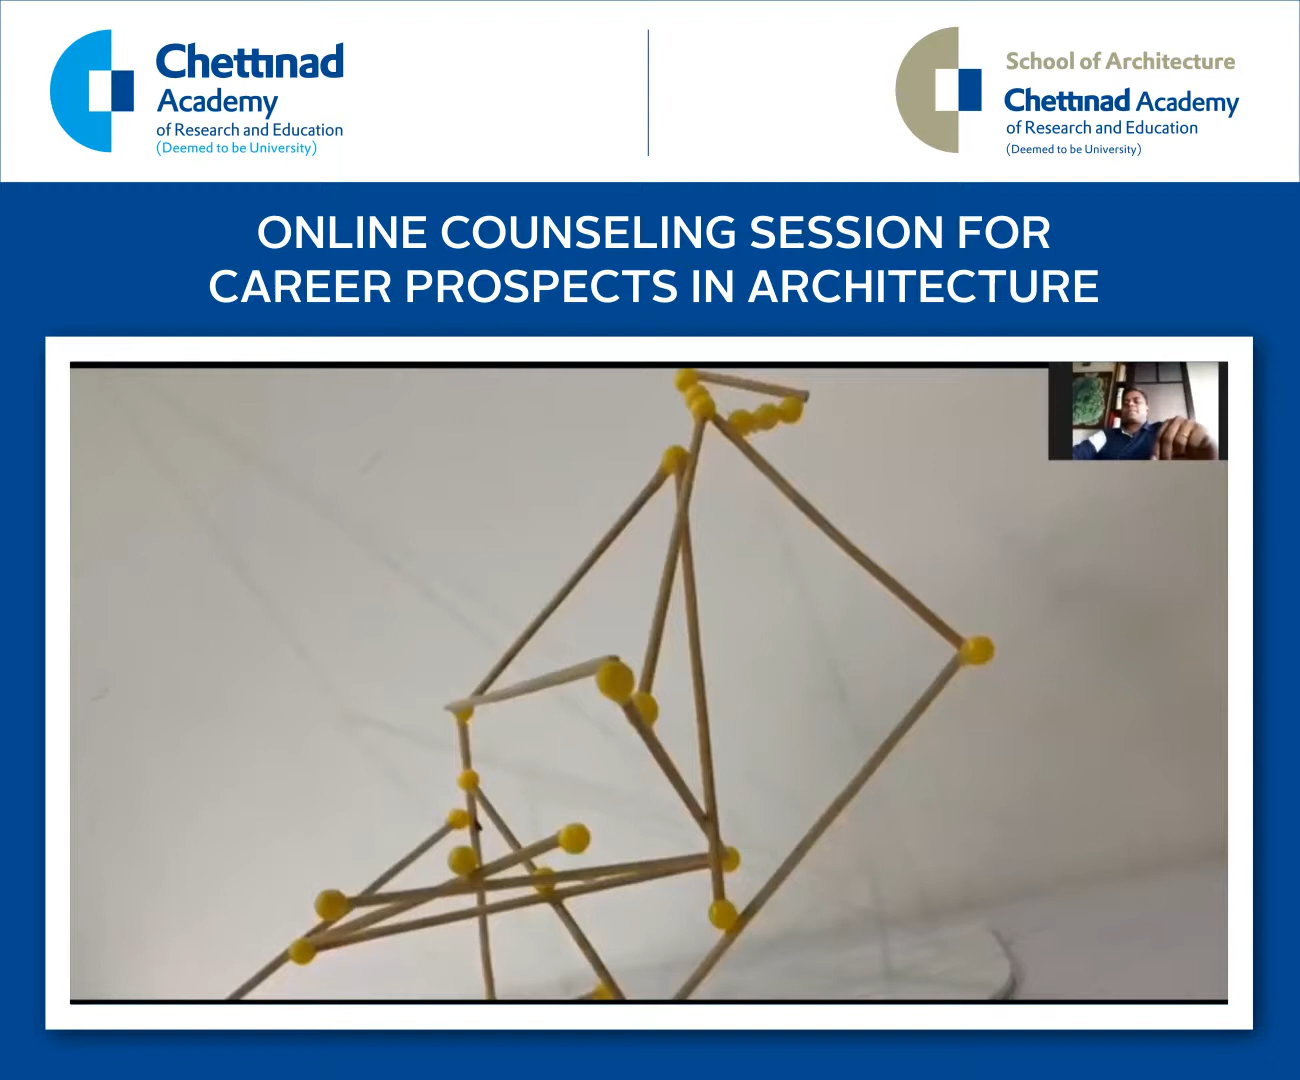 Chettinad
Academy
of Research and Education
(Deemed to be University)
School of Architecture
Chettinad Academy
of Research and Education
(Deemed to be University)
ONLINE COUNSELING SESSION FOR
CAREER PROSPECTS IN ARCHITECTURE